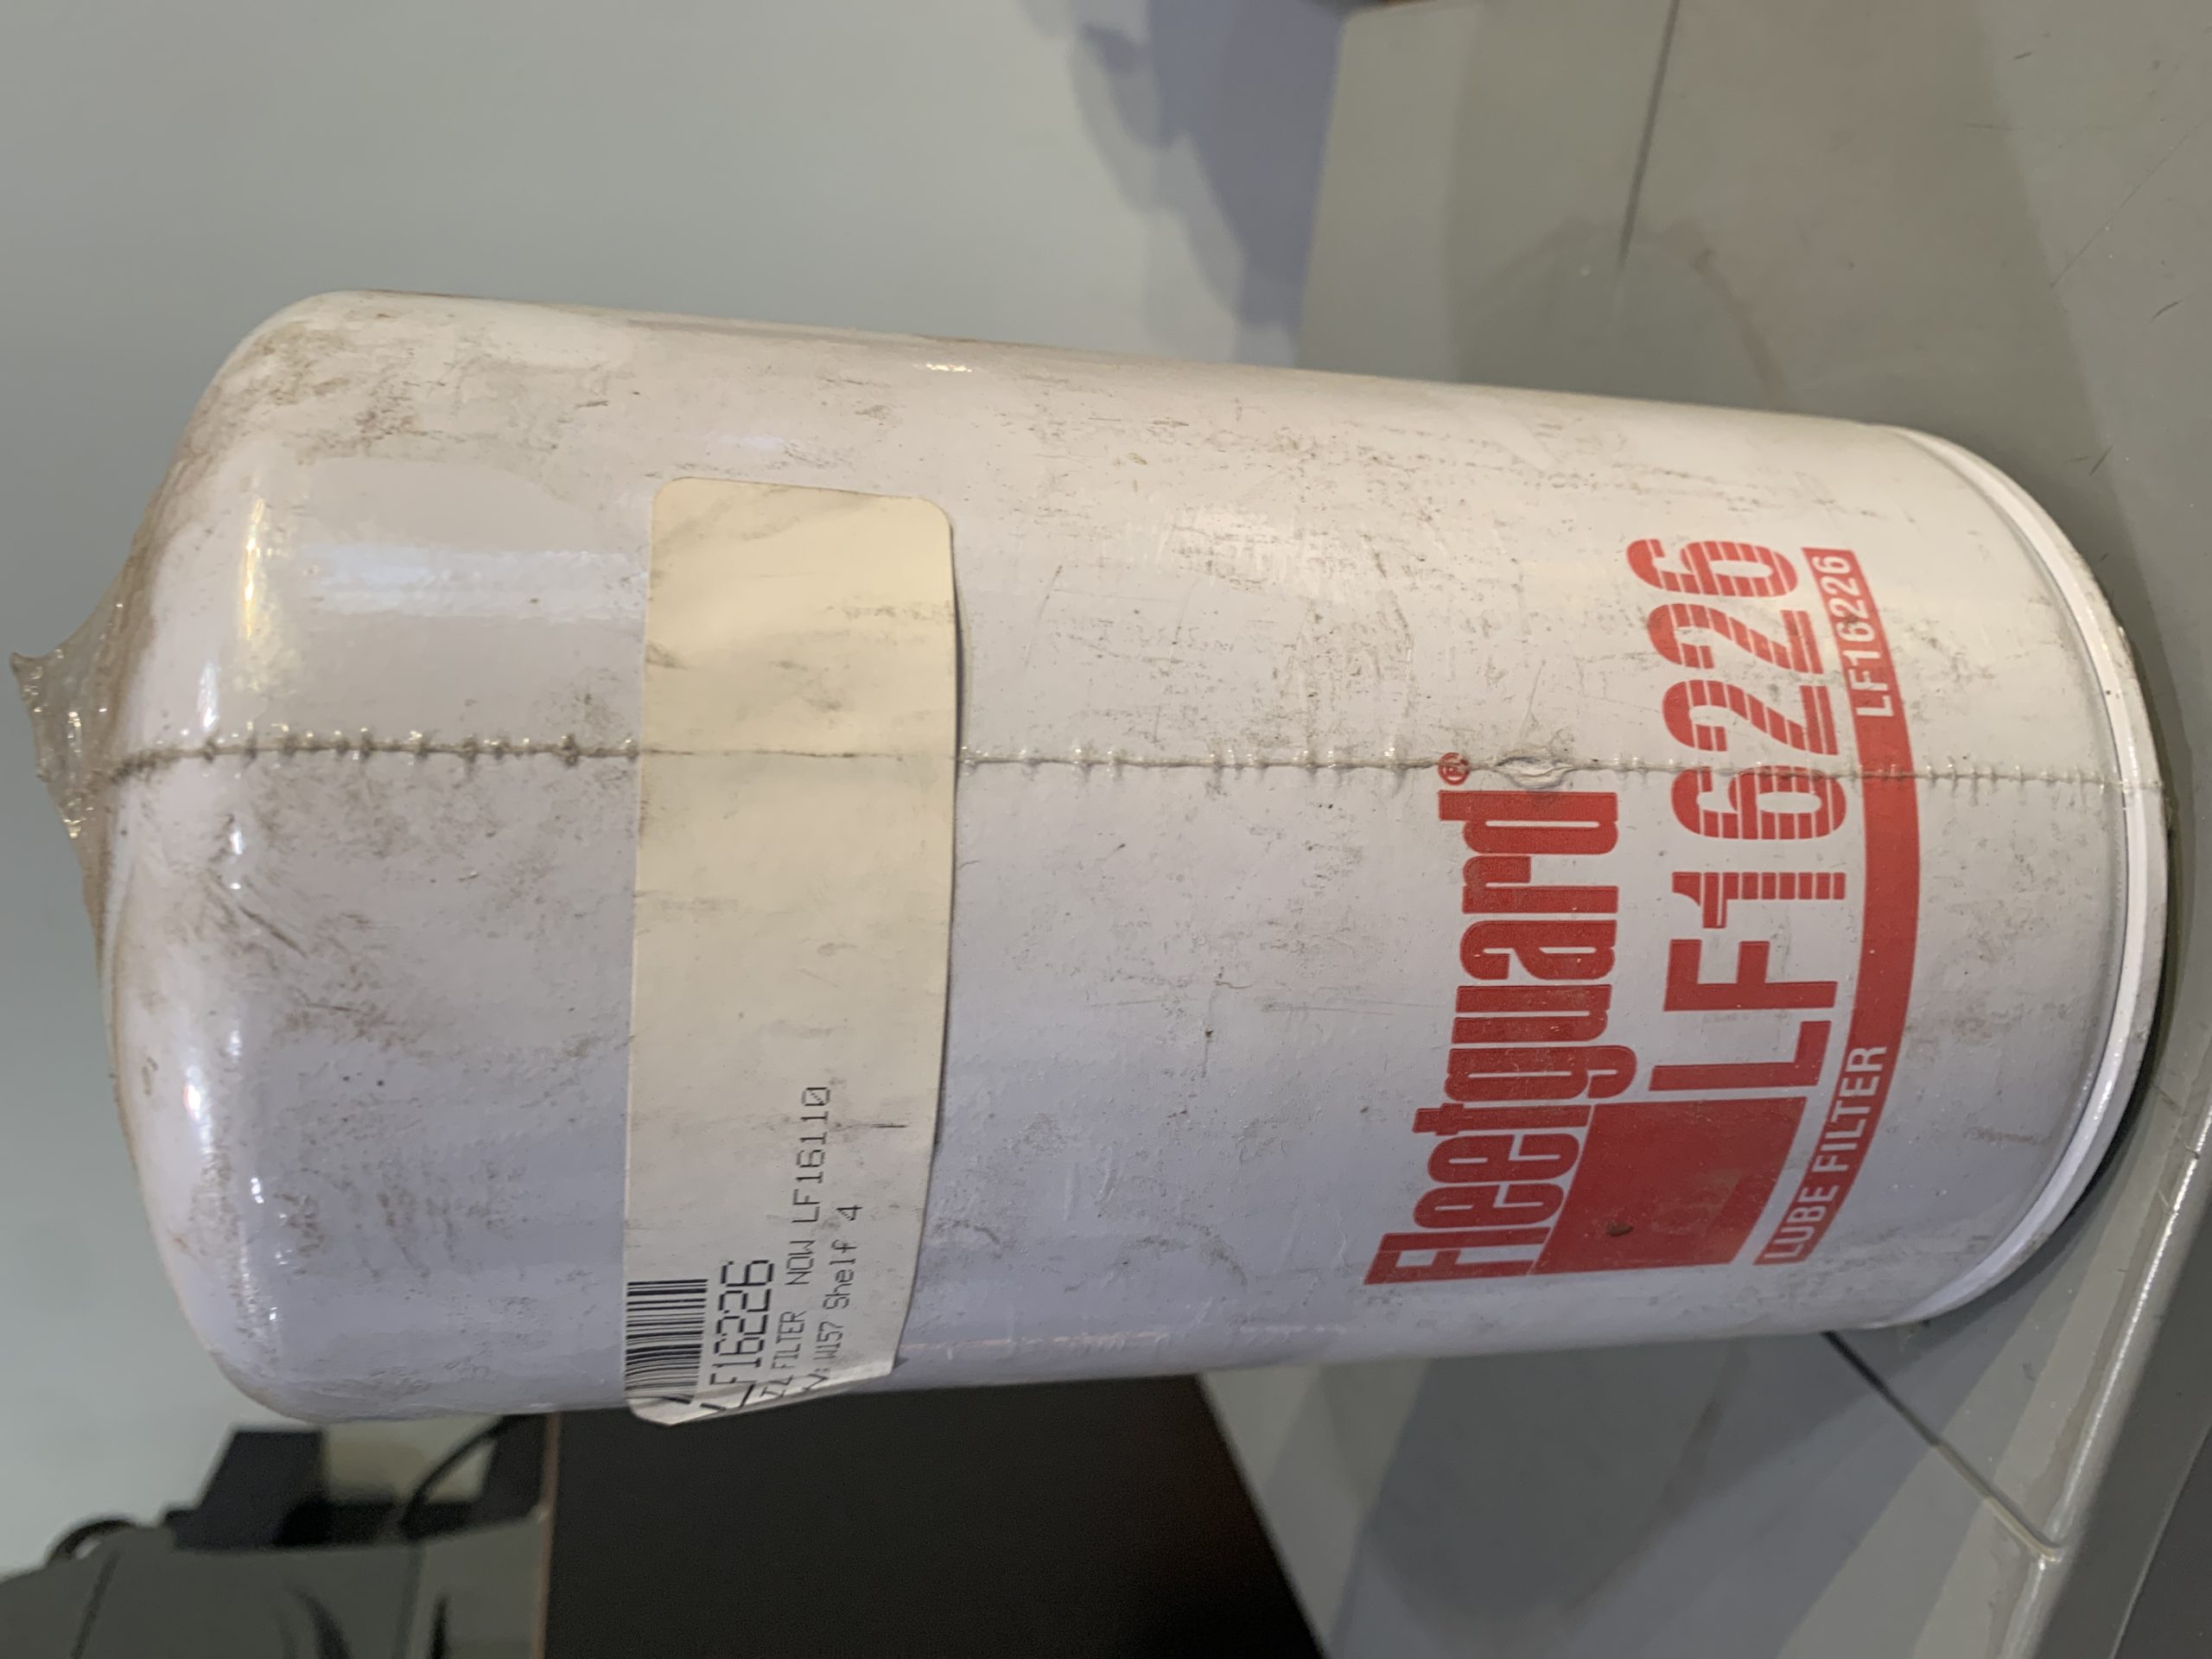 LF16226
FILTER NOW LF16110
W157 Shelf 4
Fleetguard®
LF16226
LUBE FILTER LF16226